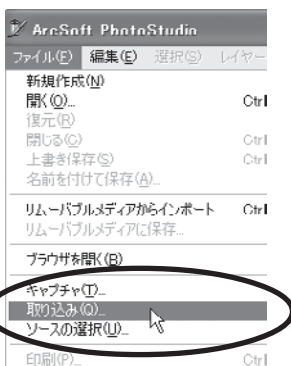 ArcSoft PhotoStudio
ファイル(F) 編集(E) 選択(S) レイヤー
新規作成(N)
開く(O)... Ctrl
復元(R)
閉じる(C) Ctrl
上書き保存(S) Ctrl
名前を付けて保存(A)...
リムーバブルメディアからインポート Ctrl
リムーバブルメディアに保存...
ブラウザを開く(B)
キャプチャ(T)...
取り込み(Q)...
ソースの選択(U)...
印刷(P)... Ctrl